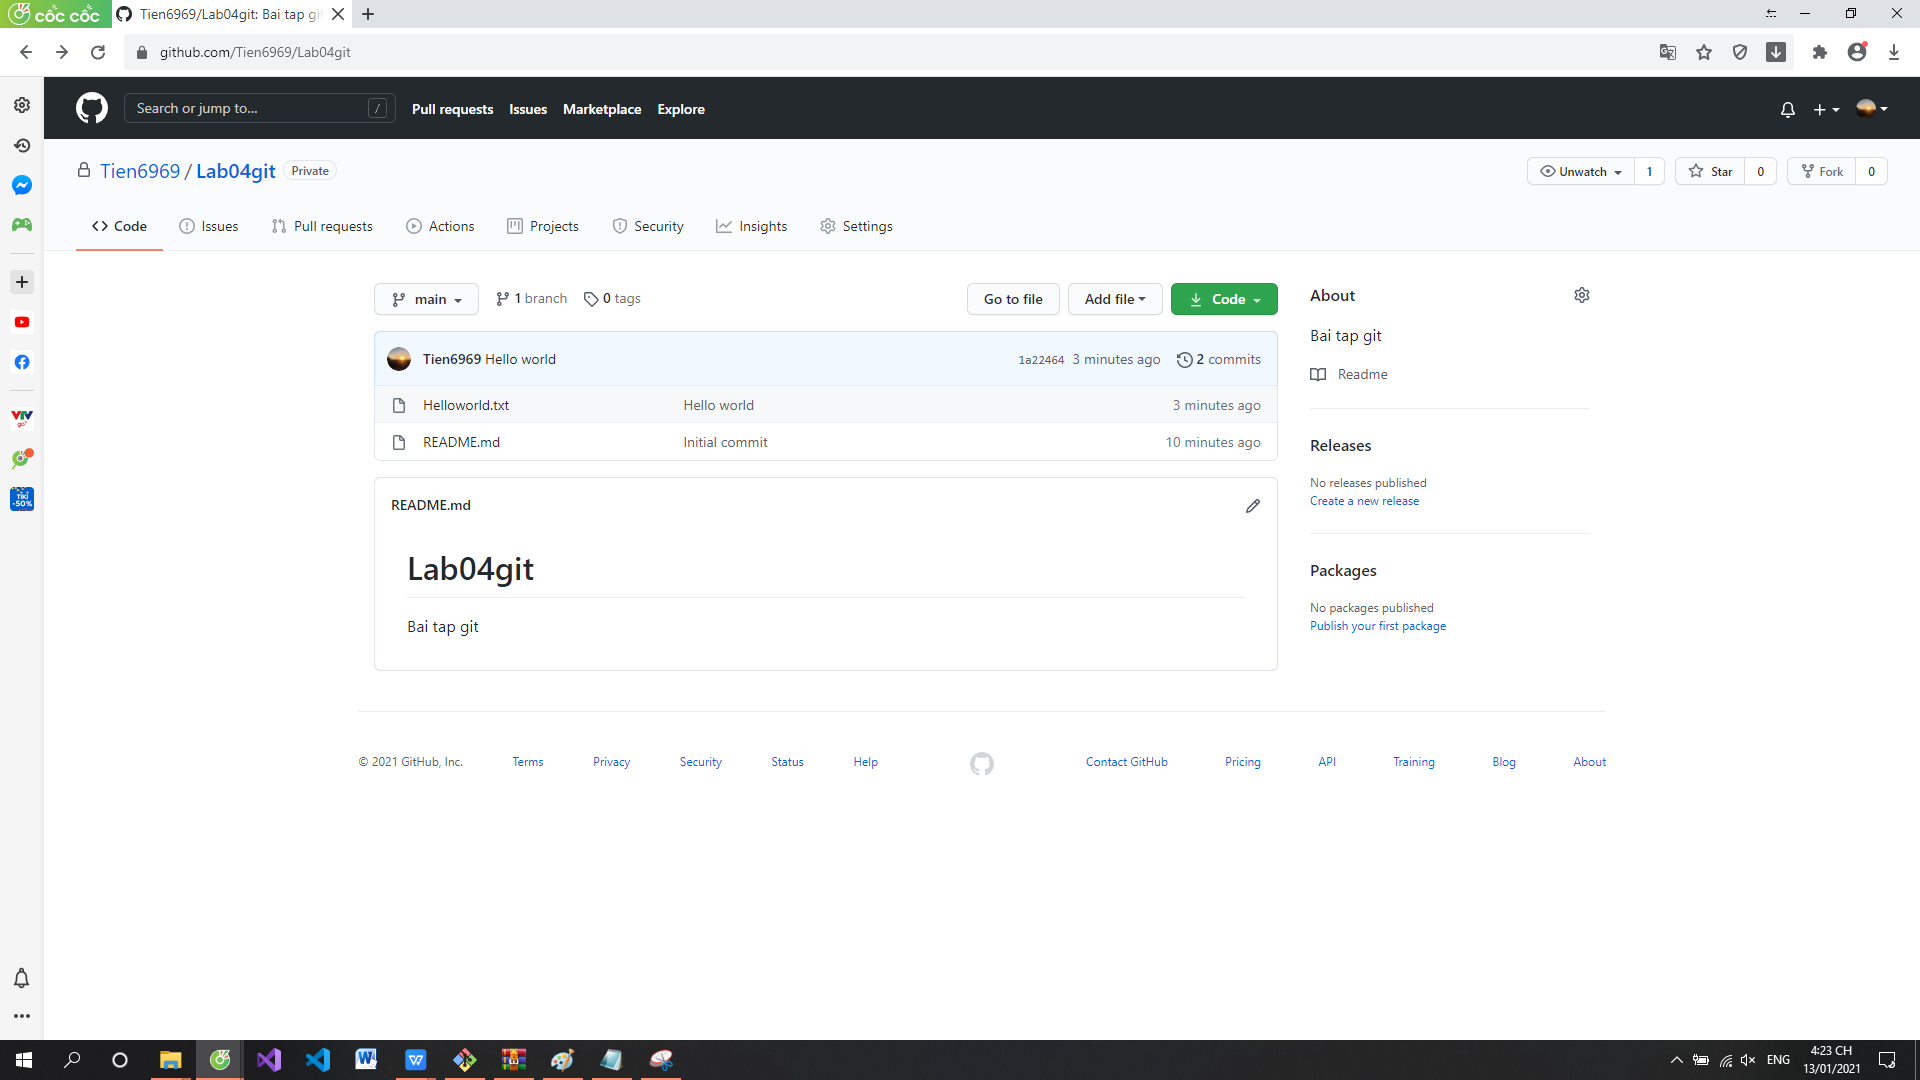 cốc cốc
Tien6969/Lab04git: Bai tap git
github.com/Tien6969/Lab04git
Search or jump to... /
Pull requests Issues Marketplace Explore
Tien6969 / Lab04git Private
Unwatch 1 Star 0 Fork 0
Code Issues Pull requests Actions Projects Security Insights Settings
main 1 branch 0 tags Go to file Add file Code
Tien6969 Hello world 1a22464 3 minutes ago 2 commits
Helloworld.txt Hello world 3 minutes ago
README.md Initial commit 10 minutes ago
README.md
Lab04git
Bai tap git
About
Bai tap git
Readme
Releases
No releases published
Create a new release
Packages
No packages published
Publish your first package
© 2021 GitHub, Inc. Terms Privacy Security Status Help Contact GitHub Pricing API Training Blog About
VTV
go
TIKI
-50%
ENG
4:23 CH
13/01/2021